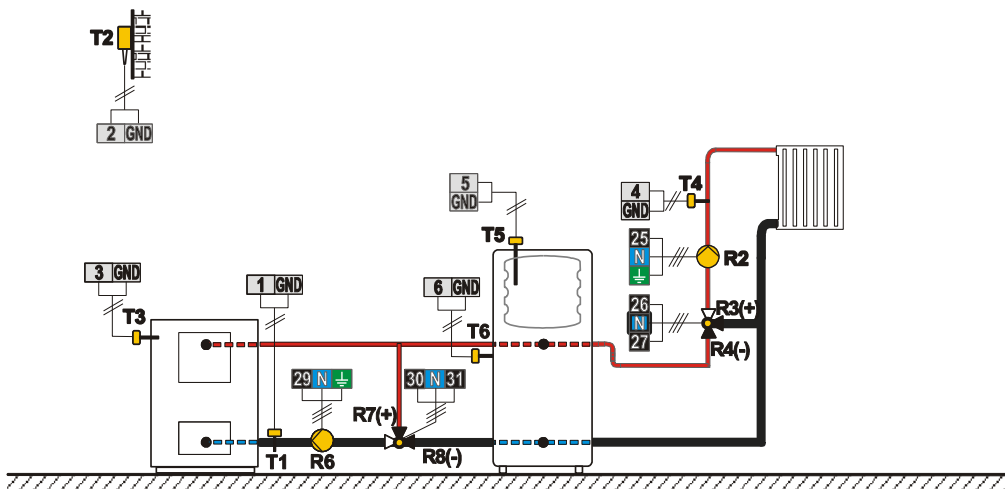 T2
2 GND
5
GND
4
GND
T4
T5
25
N
R2
3 GND
1 GND
6 GND
26
N
27
R3(+)
R4(-)
T3
T6
29 N
30 N 31
R7(+)
R8(-)
T1
R6